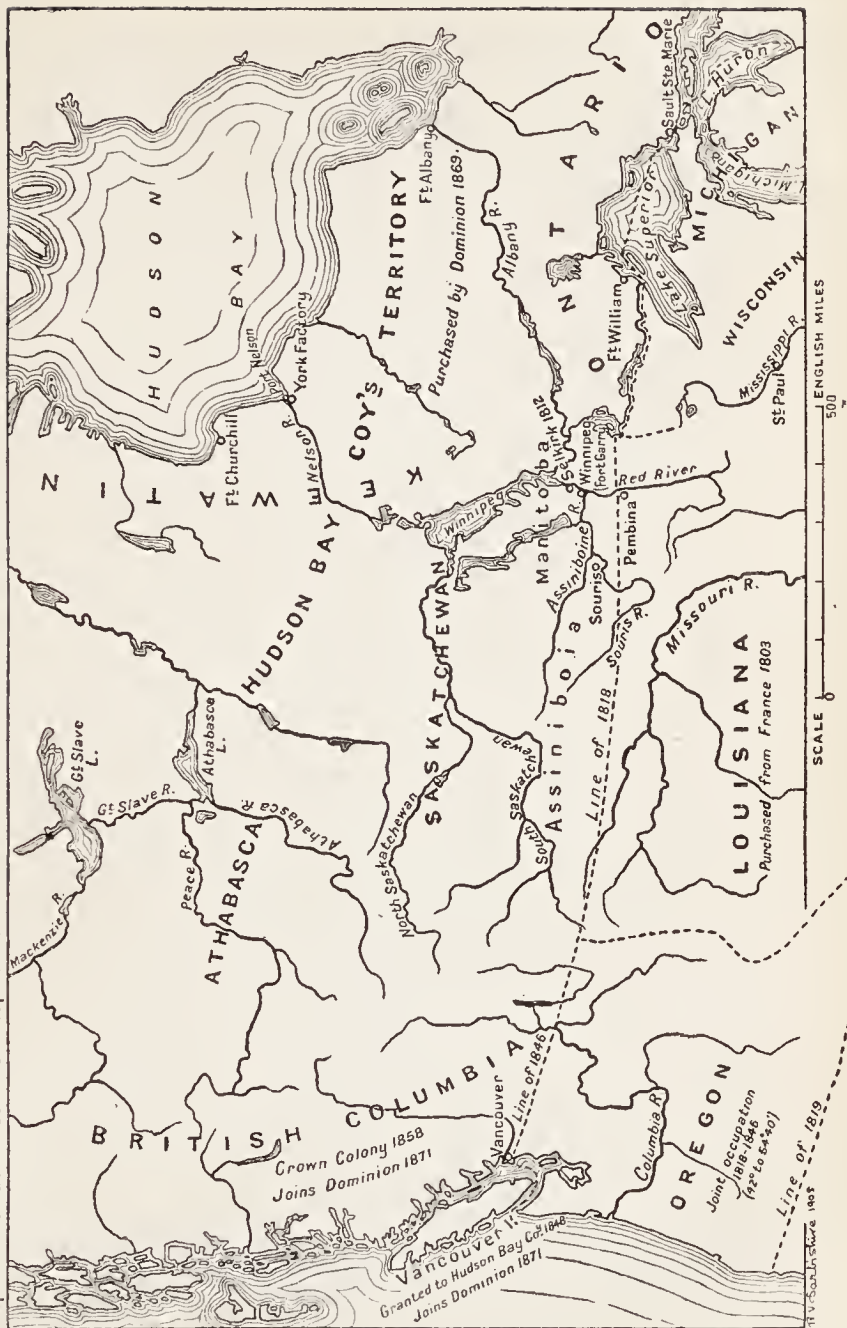 HUDSON
BAY
KEEWATIN
HUDSON BAY COY'S TERRITORY
Purchased by Dominion 1869.
Ft Churchill
Port Nelson
York Factory
Nelson R.
Ft Albany
Albany R.
ONTARIO
Sault Ste. Marie
L. Huron
L. Michigan
MICHIGAN
Lake Superior
Ft William
WISCONSIN
Mississippi R.
St Paul
Gt Slave
L.
Gt Slave R.
Mackenzie R.
Athabasca
L.
Athabasca R.
Peace R.
ATHABASCA
North Saskatchewan
SASKATCHEWAN
South Saskatchewan
Winnipeg
Manitoba
Selkirk 1812
Winnipeg
(Fort Garry)
Red River
Assiniboine R.
Assiniboia
Souris
Souris R.
Pembina
Line of 1818
Missouri R.
LOUISIANA
Purchased from France 1803
BRITISH COLUMBIA
Crown Colony 1858
Joins Dominion 1871
Vancouver
Line of 1846
Vancouver I.
Granted to Hudson Bay Coy. 1848
Joins Dominion 1871
Columbia R.
OREGON
Joint occupation
1818-1846
(42° to 54° 40')
Line of 1819
SCALE
0
500
ENGLISH MILES
1905